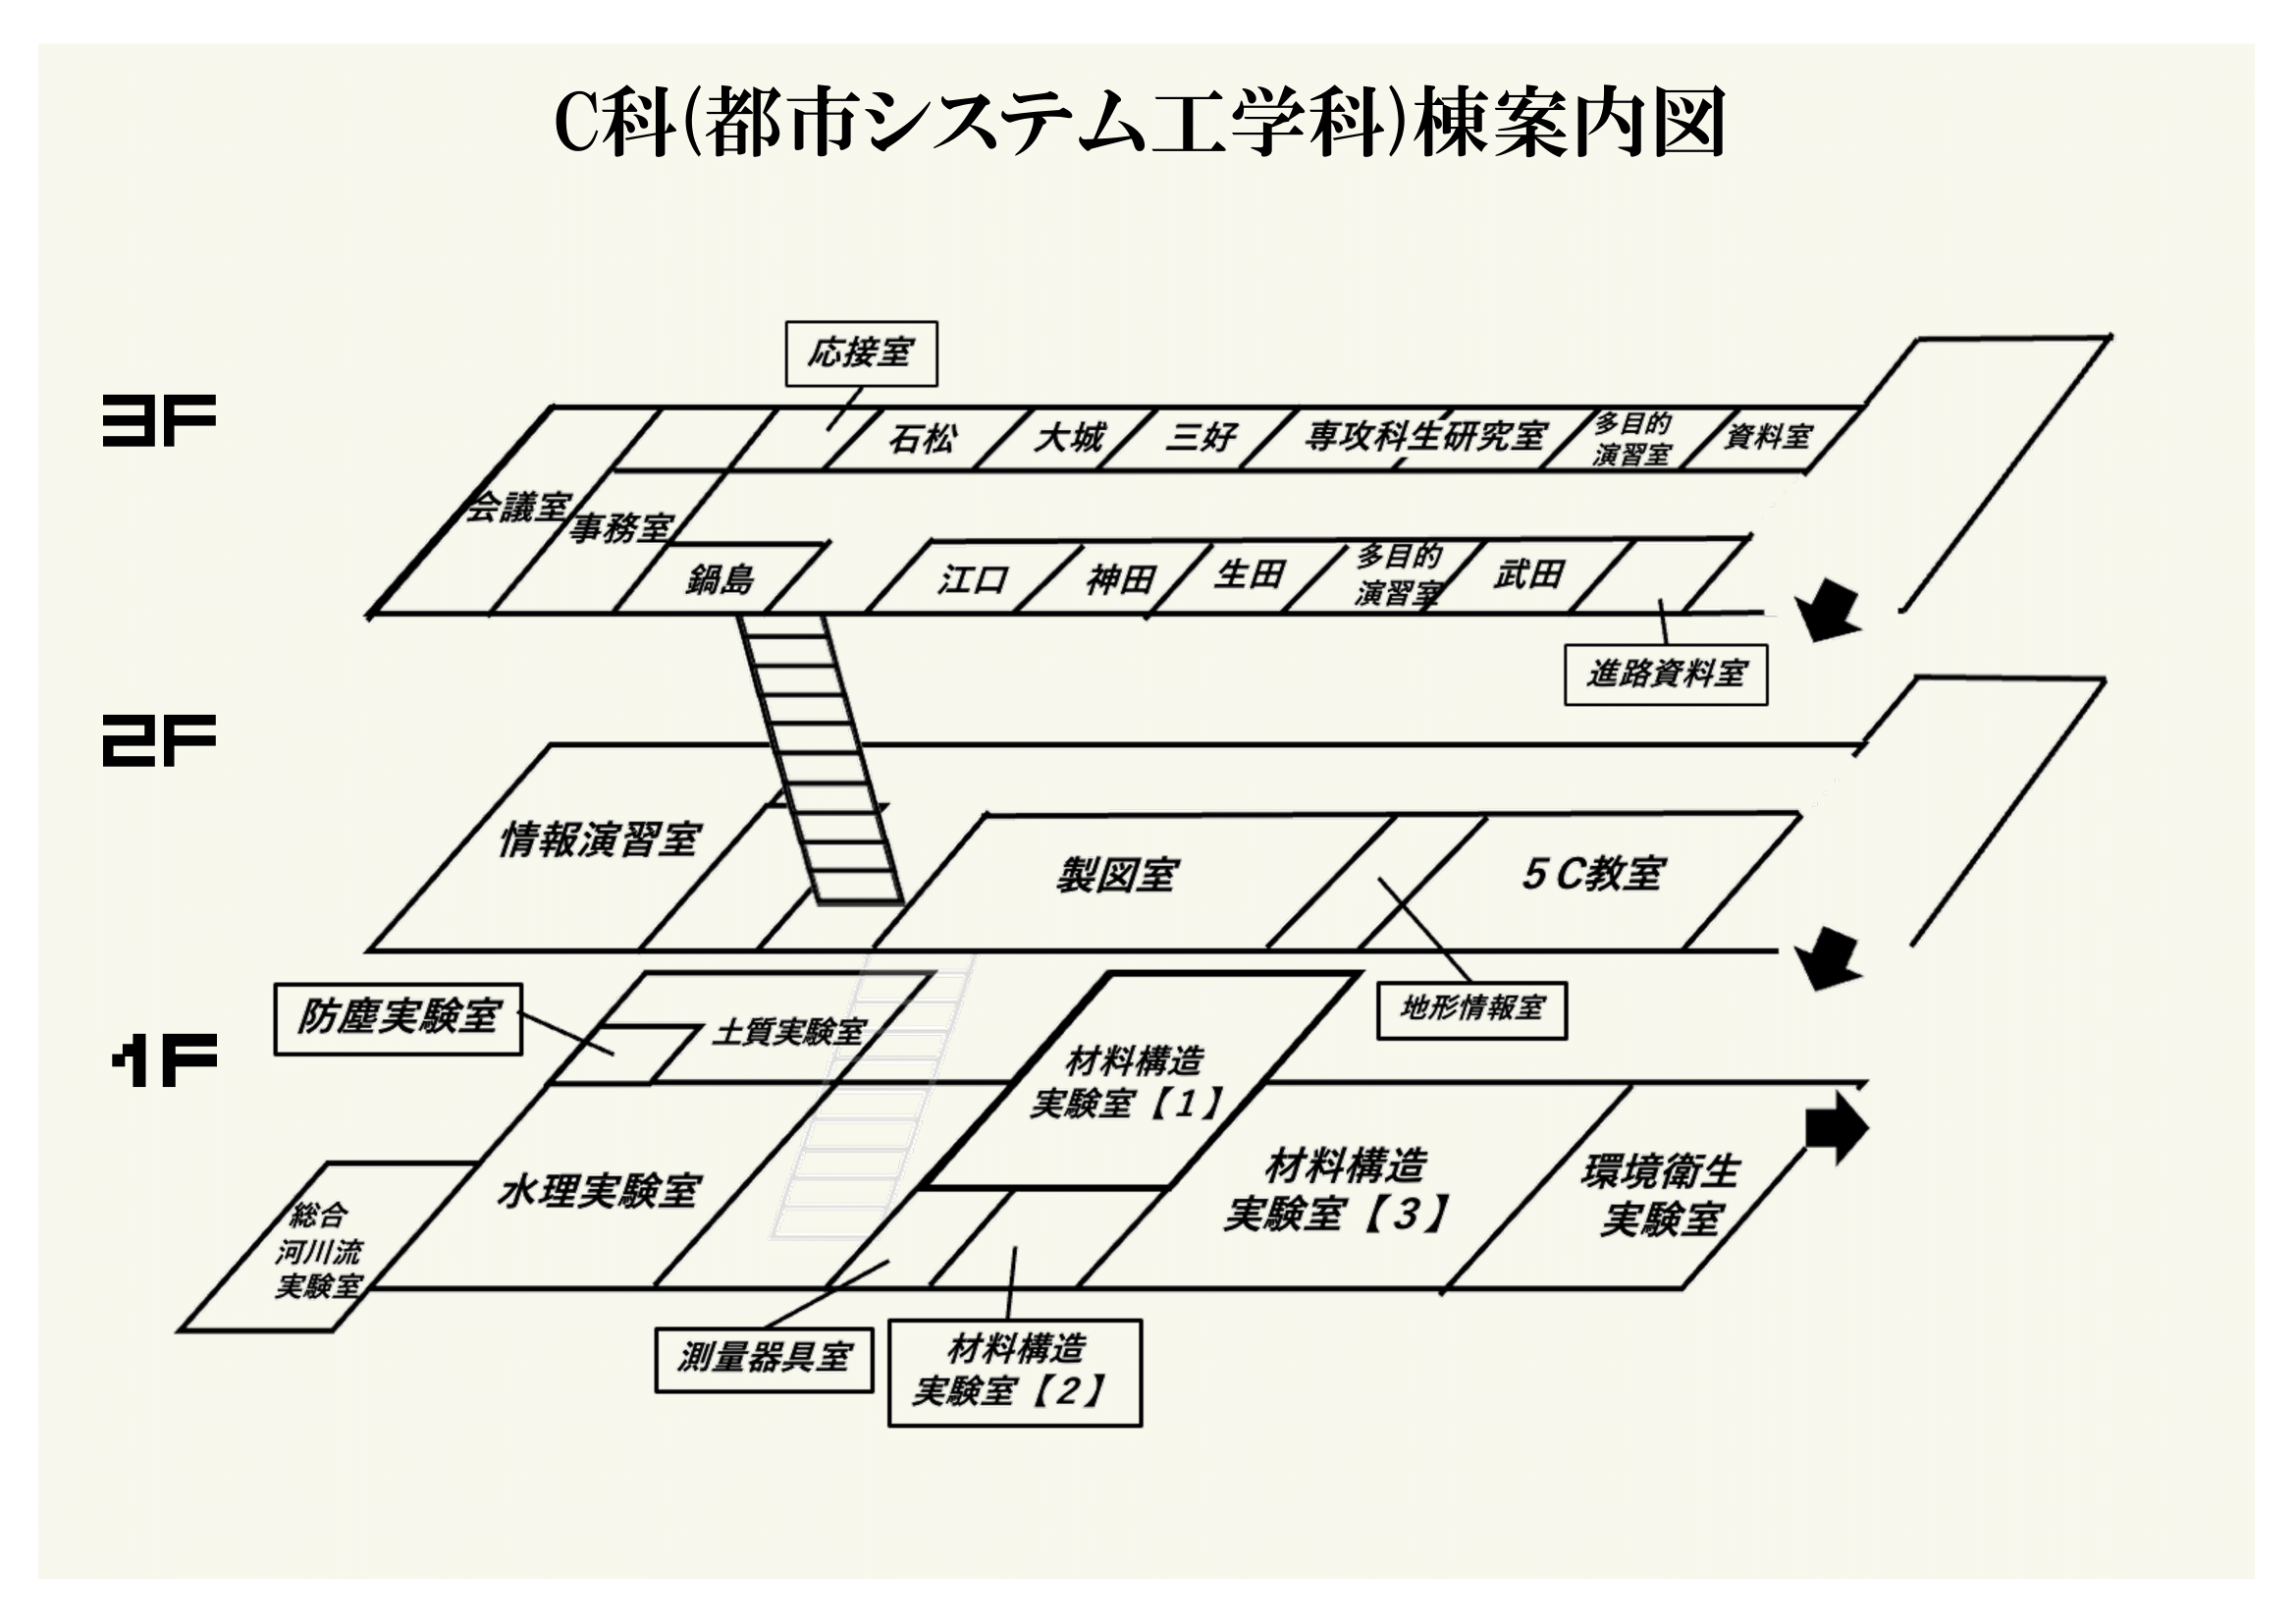 C科(都市システム工学科)棟案内図
3F
応接室
石松
大城
三好
専攻科生研究室
多目的
演習室
資料室
会議室
事務室
鍋島
江口
神田
生田
多目的
演習室
武田
進路資料室
2F
情報演習室
製図室
5C教室
地形情報室
1F
防塵実験室
土質実験室
材料構造
実験室【1】
水理実験室
材料構造
実験室【3】
環境衛生
実験室
総合
河川流
実験室
測量器具室
材料構造
実験室【2】